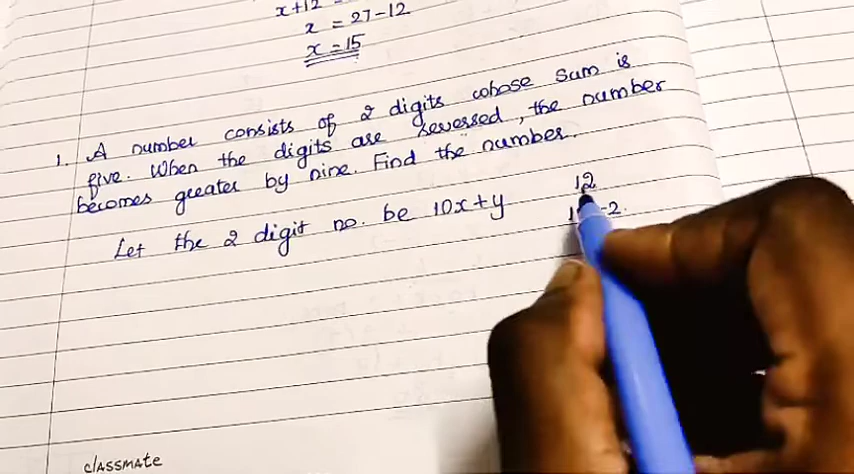 x+12
x = 27-12
x = 15
1. A number consists of 2 digits whose sum is
five. When the digits are reversed, the number
becomes greater by nine. Find the number.
Let the 2 digit no. be 10x+y
12
classmate